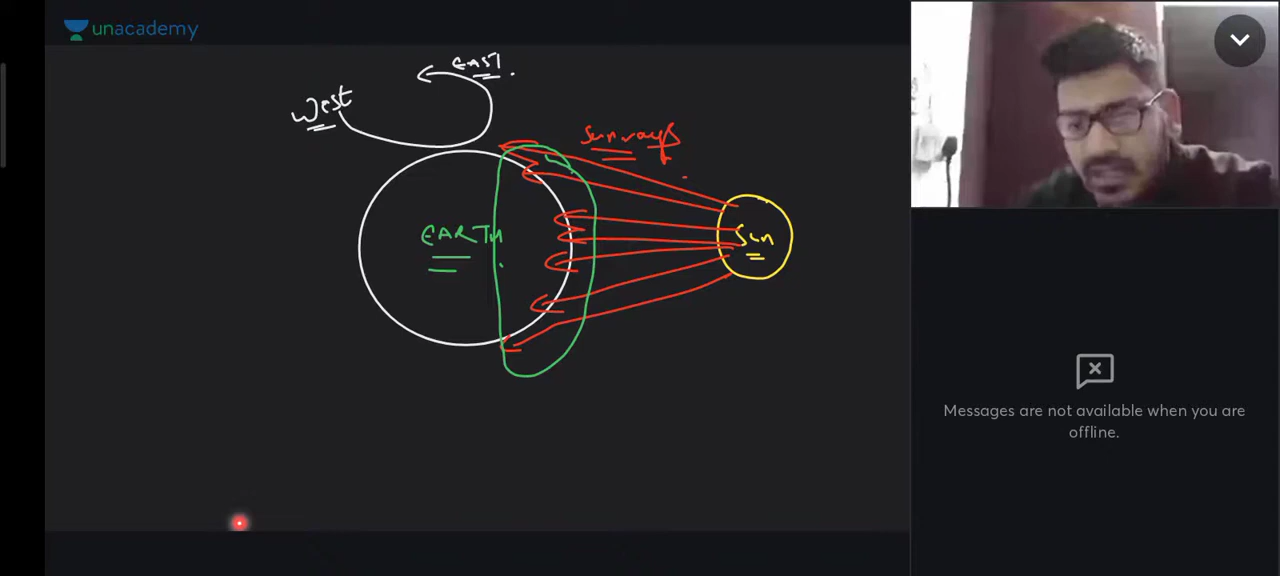 unacademy
EAST.
West
Sun rays
EARTH
Sun
Messages are not available when you are
offline.